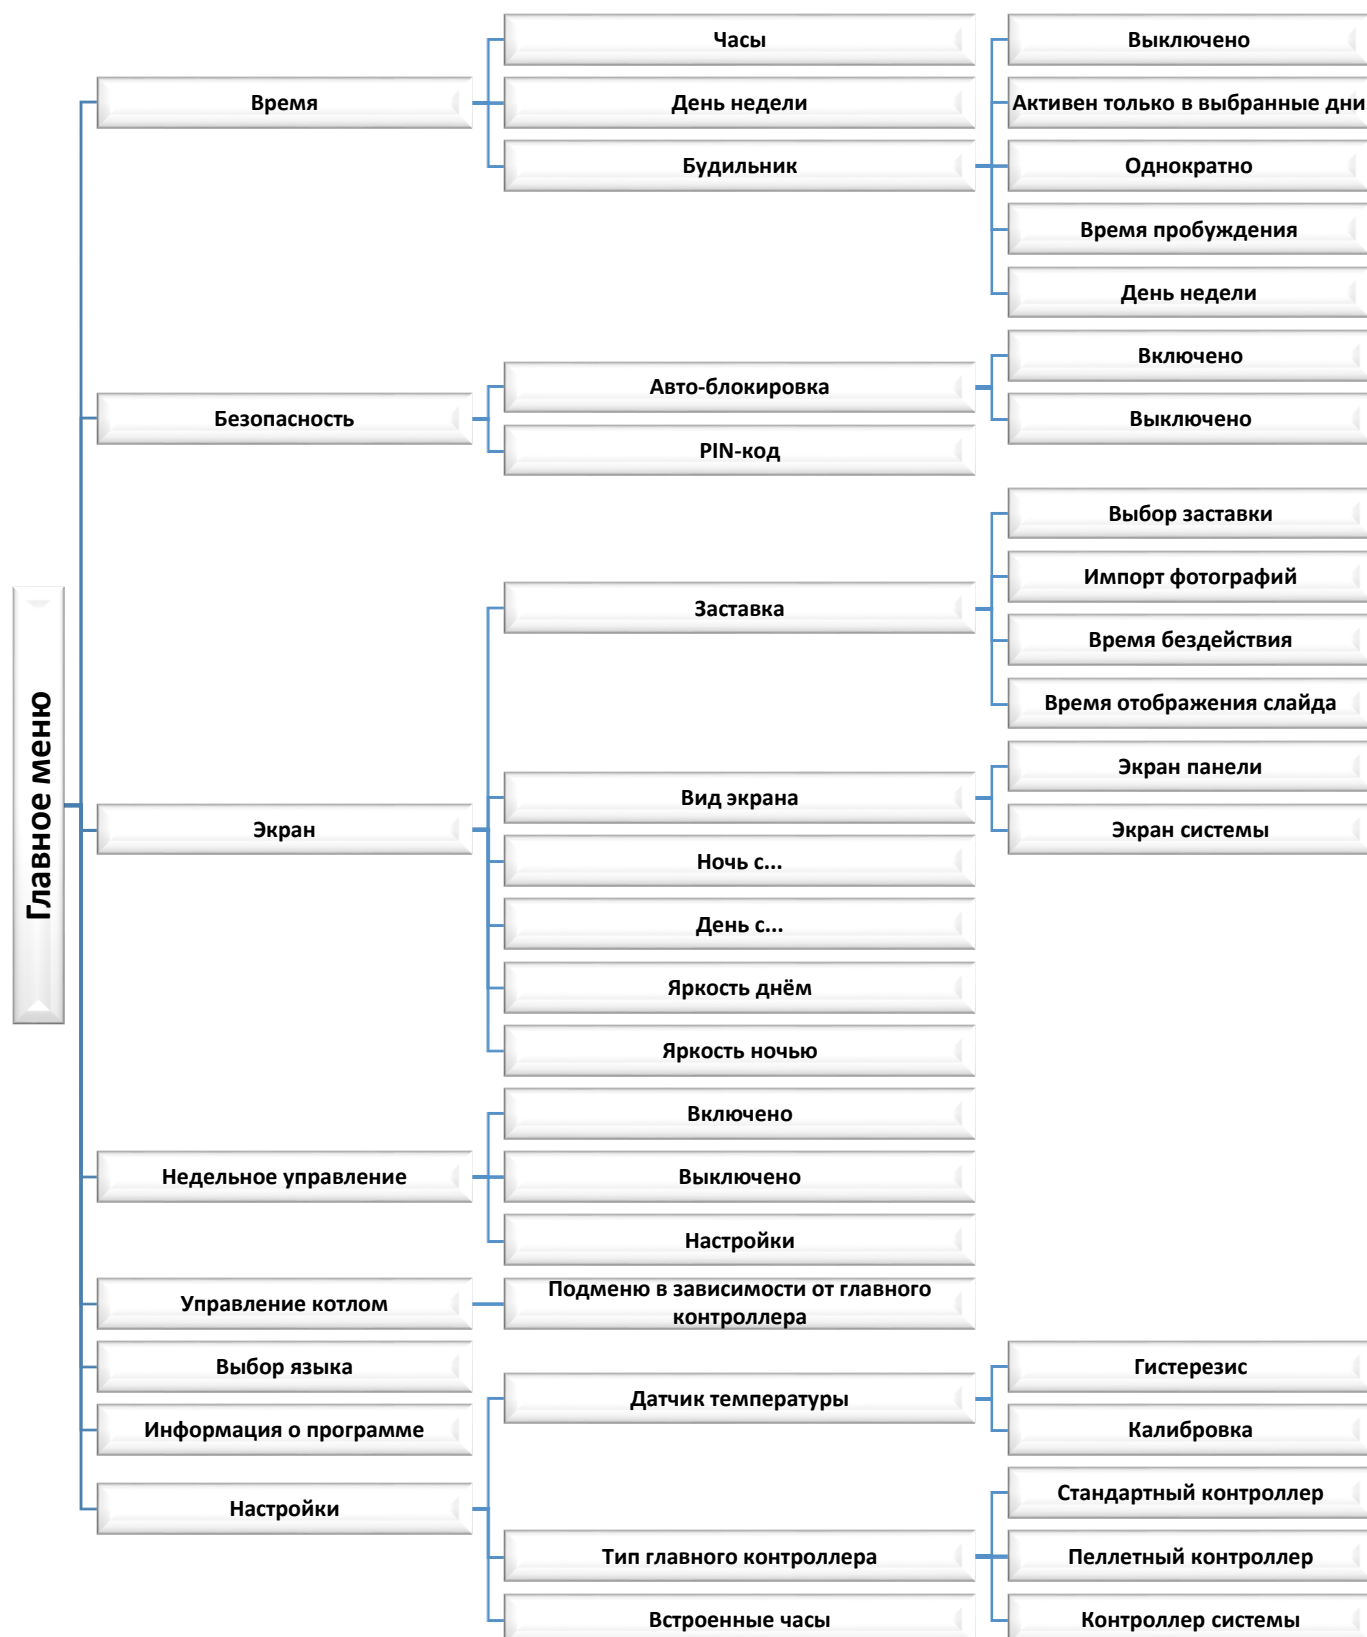 Главное меню
Время
Часы
День недели
Будильник
Выключено
Активен только в выбранные дни
Однократно
Время пробуждения
День недели
Безопасность
Авто-блокировка
Включено
Выключено
PIN-код
Экран
Заставка
Выбор заставки
Импорт фотографий
Время бездействия
Время отображения слайда
Вид экрана
Экран панели
Экран системы
Ночь с...
День с...
Яркость днём
Яркость ночью
Недельное управление
Включено
Выключено
Настройки
Управление котлом
Подменю в зависимости от главного
контроллера
Выбор языка
Информация о программе
Настройки
Датчик температуры
Гистерезис
Калибровка
Тип главного контроллера
Стандартный контроллер
Пеллетный контроллер
Контроллер системы
Встроенные часы